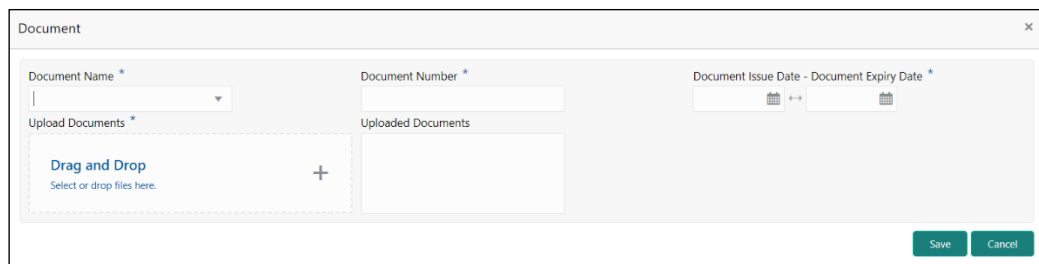 Document
Document Name *
Document Number *
Document Issue Date - Document Expiry Date *
Upload Documents *
Uploaded Documents
Drag and Drop
Select or drop files here.
Save
Cancel